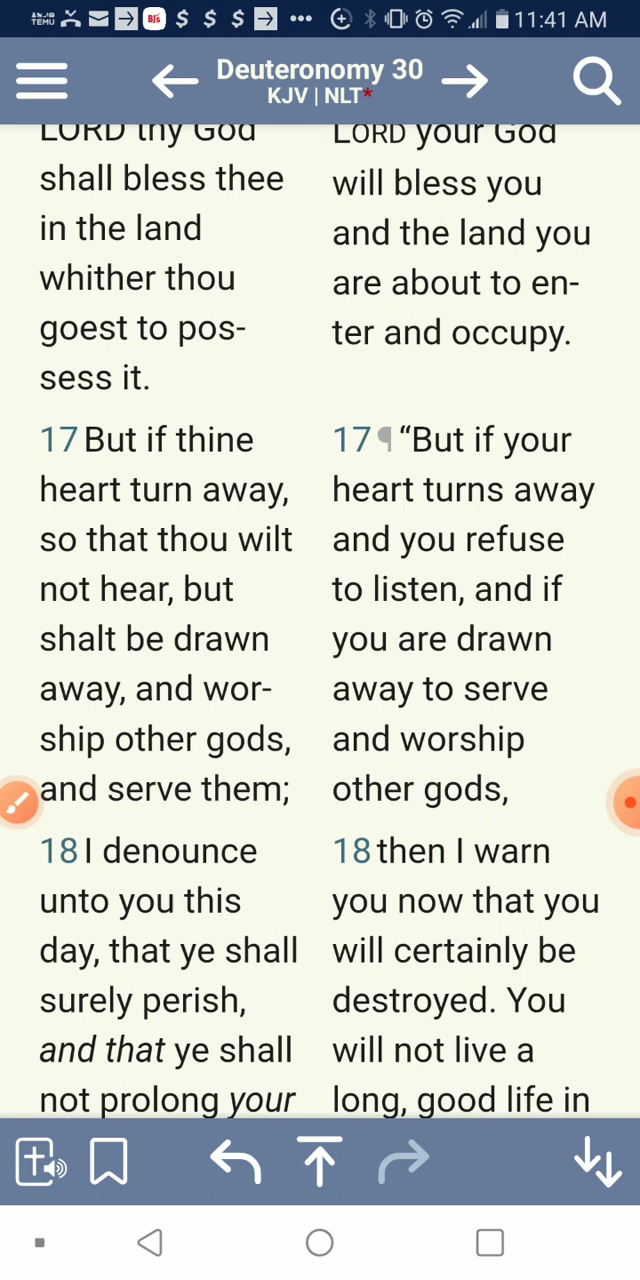 TEMU BJs $ $ $ ••• 11:41 AM
Deuteronomy 30
KJV | NLT*
LORD thy God
shall bless thee
in the land
whither thou
goest to pos-
sess it.
17 But if thine
heart turn away,
so that thou wilt
not hear, but
shalt be drawn
away, and wor-
ship other gods,
and serve them;
18 I denounce
unto you this
day, that ye shall
surely perish,
and that ye shall
not prolong your
LORD your God
will bless you
and the land you
are about to en-
ter and occupy.
17 ¶ “But if your
heart turns away
and you refuse
to listen, and if
you are drawn
away to serve
and worship
other gods,
18 then I warn
you now that you
will certainly be
destroyed. You
will not live a
long, good life in